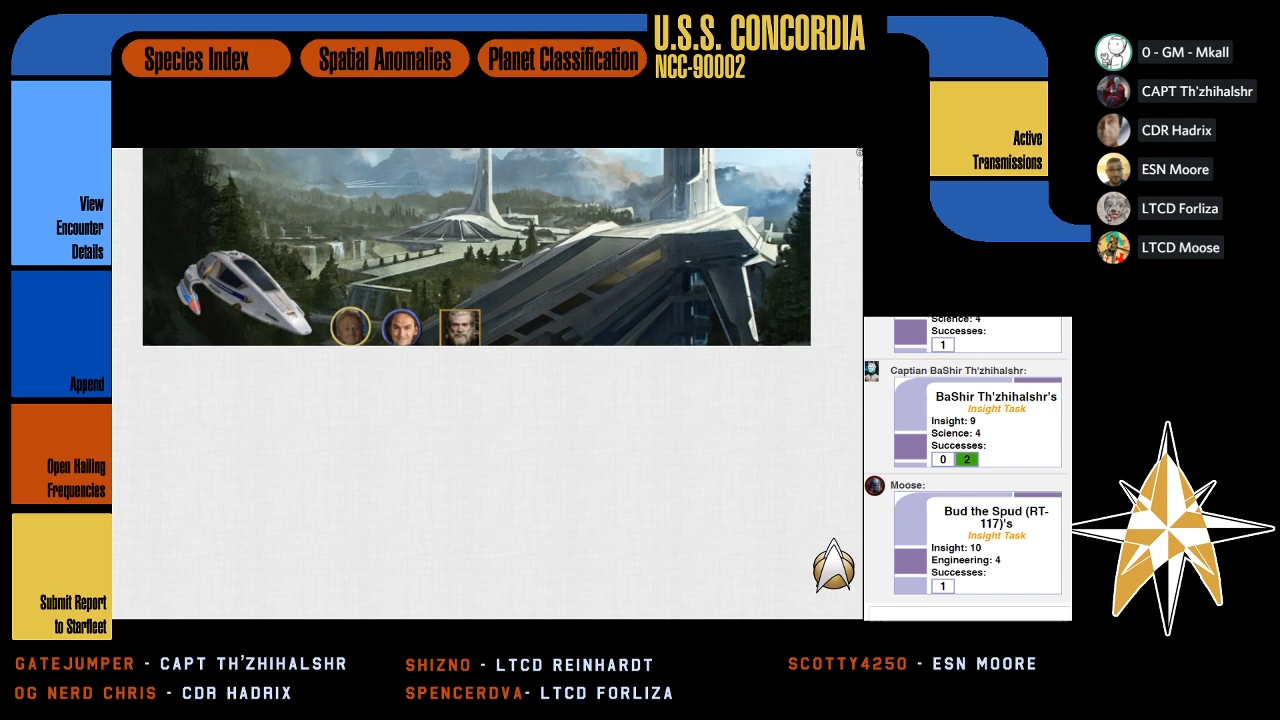 Species Index
Spatial Anomalies
Planet Classification
U.S.S. CONCORDIA
NCC-90002
View
Encounter
Details
Append
Open Hailing
Frequencies
Submit Report
to Starfleet
Active
Transmissions
0 - GM - Mkall
CAPT Th'zhihalshr
CDR Hadrix
ESN Moore
LTCD Forliza
LTCD Moose
Science: 4
Successes:
1
Captian BaShir Th'zhihalshr:
BaShir Th'zhihalshr's
Insight Task
Insight: 9
Science: 4
Successes:
0 2
Moose:
Bud the Spud (RT-
117)'s
Insight Task
Insight: 10
Engineering: 4
Successes:
1
GATEJUMPER - CAPT TH'ZHIHALSHR
OG NERD CHRIS - CDR HADRIX
SHIZNO - LTCD REINHARDT
SPENCERDVA- LTCD FORLIZA
SCOTTY4250 - ESN MOORE